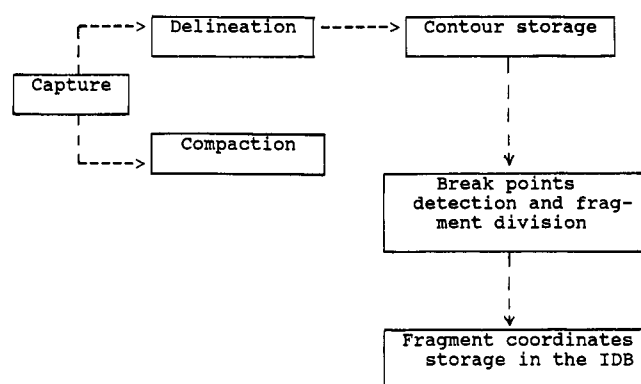 Delineation
Contour storage
Capture
Compaction
Break points
detection and frag-
ment division
Fragment coordinates
storage in the IDB